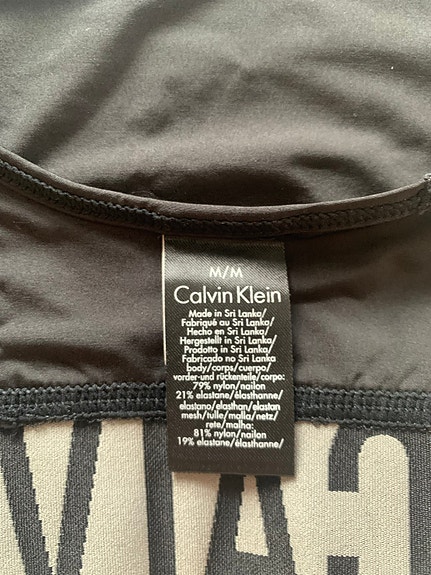 M/M
Calvin Klein
Made in Sri Lanka/
Fabriqué au Sri Lanka/
Hecho en Sri Lanka/
Hergestellt in Sri Lanka/
Prodotto in Sri Lanka/
Fabricado no Sri Lanka
body/corps/cuerpo/
vorder-und rückenteile/corpo:
79% nylon/nailon
21% elastane/élasthanne/
elastano/elasthan/elastan
mesh/tulle/malla/netz/
rete/malha:
81% nylon/nailon
19% elastane/élasthanne/